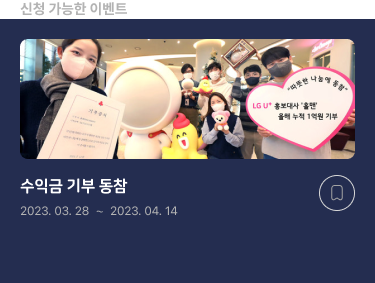 신청 가능한 이벤트
"따뜻한 나눔에 동참"
LG U+ 홍보대사 '홀맨'
올해 누적 1억원 기부
수익금 기부 동참
2023. 03. 28 ~ 2023. 04. 14